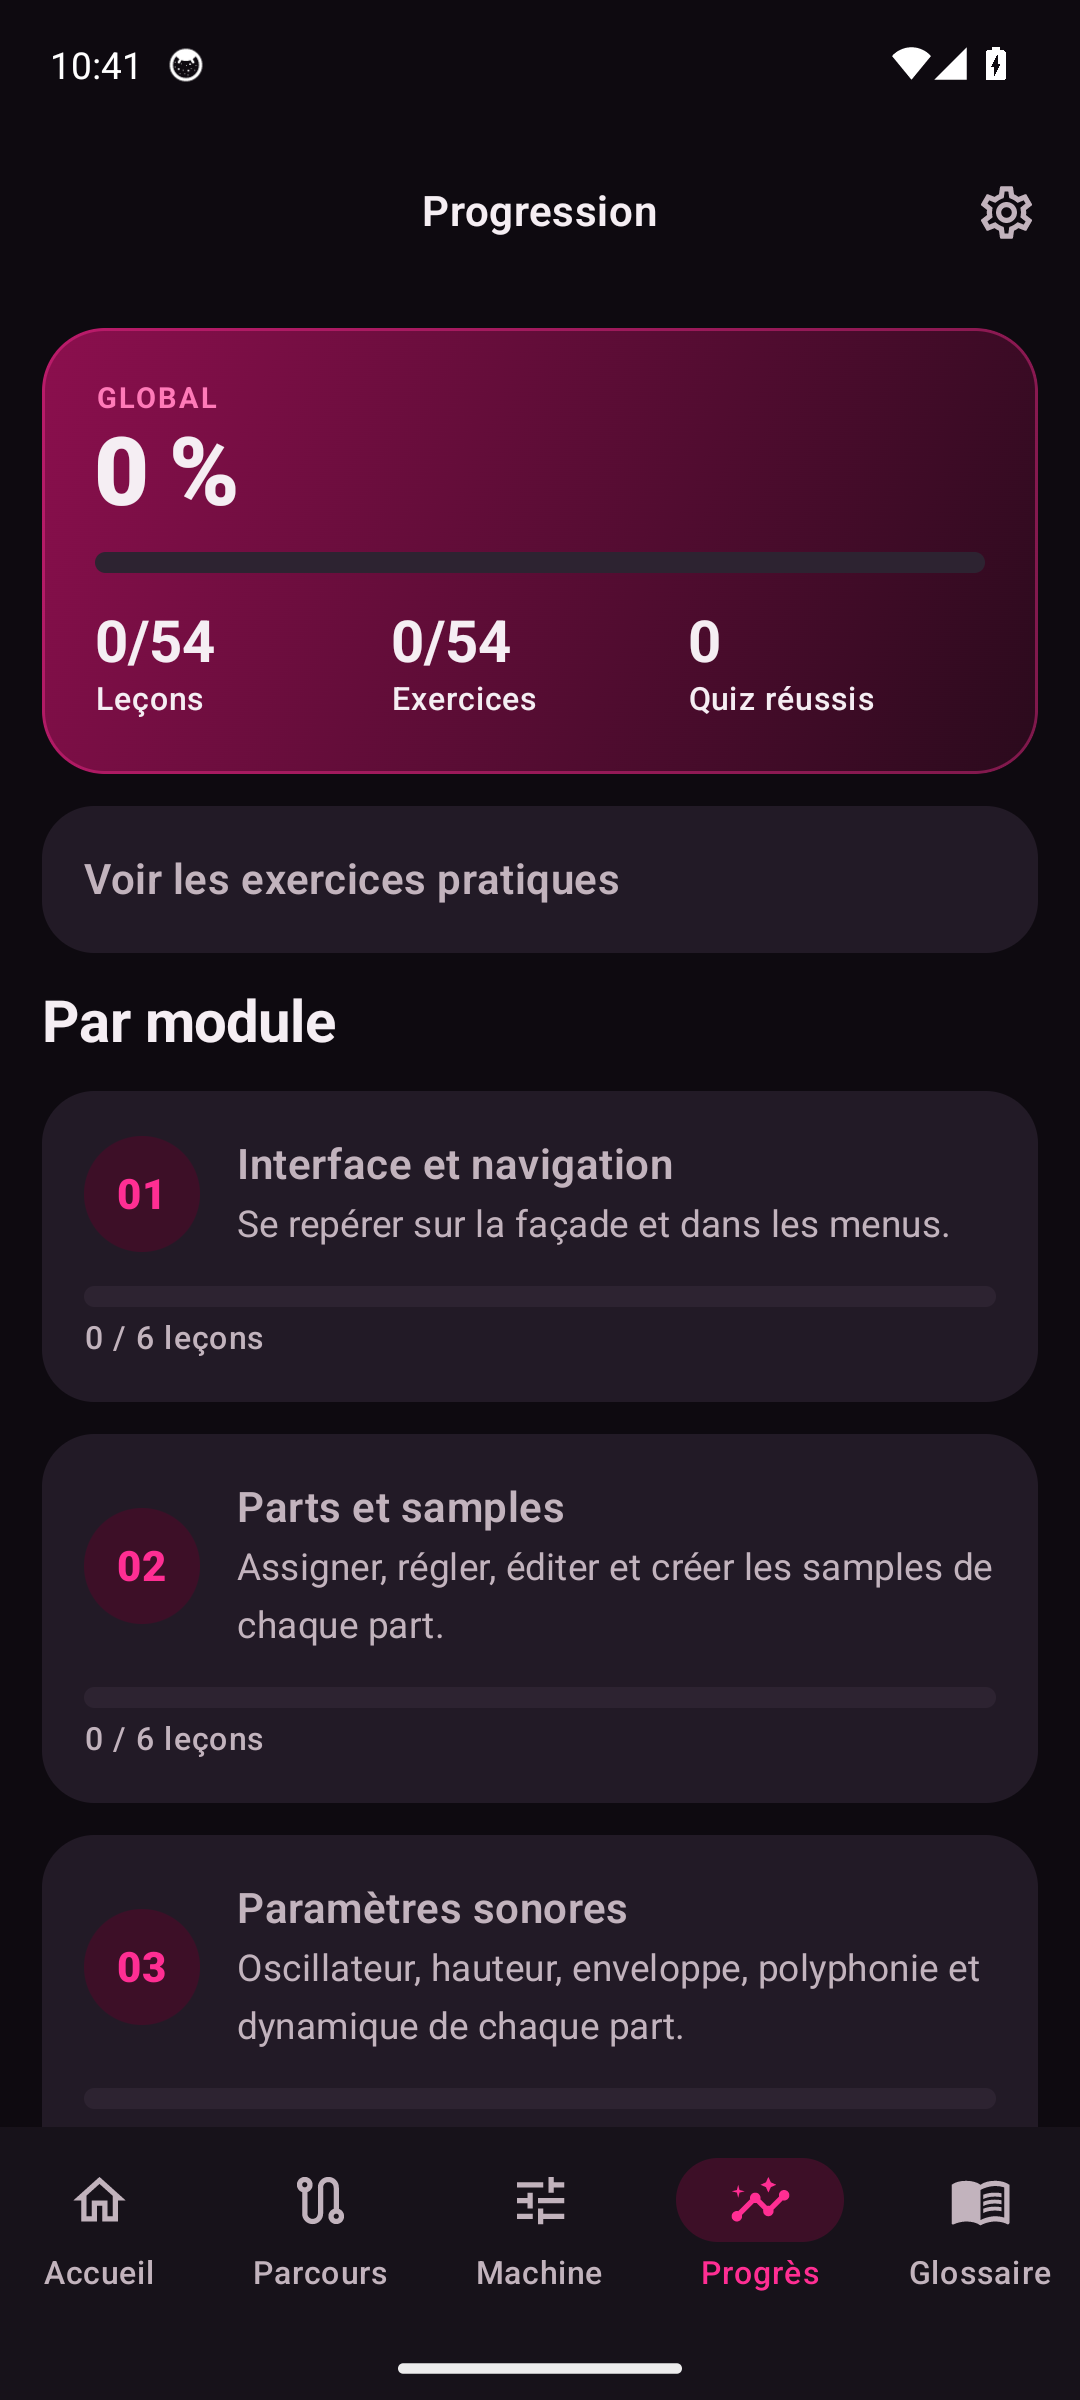 10:41
Progression
GLOBAL
0 %
0/54
Leçons
0/54
Exercices
0
Quiz réussis
Voir les exercices pratiques
Par module
01
Interface et navigation
Se repérer sur la façade et dans les menus.
0 / 6 leçons
02
Parts et samples
Assigner, régler, éditer et créer les samples de
chaque part.
0 / 6 leçons
03
Paramètres sonores
Oscillateur, hauteur, enveloppe, polyphonie et
dynamique de chaque part.
Accueil
Parcours
Machine
Progrès
Glossaire